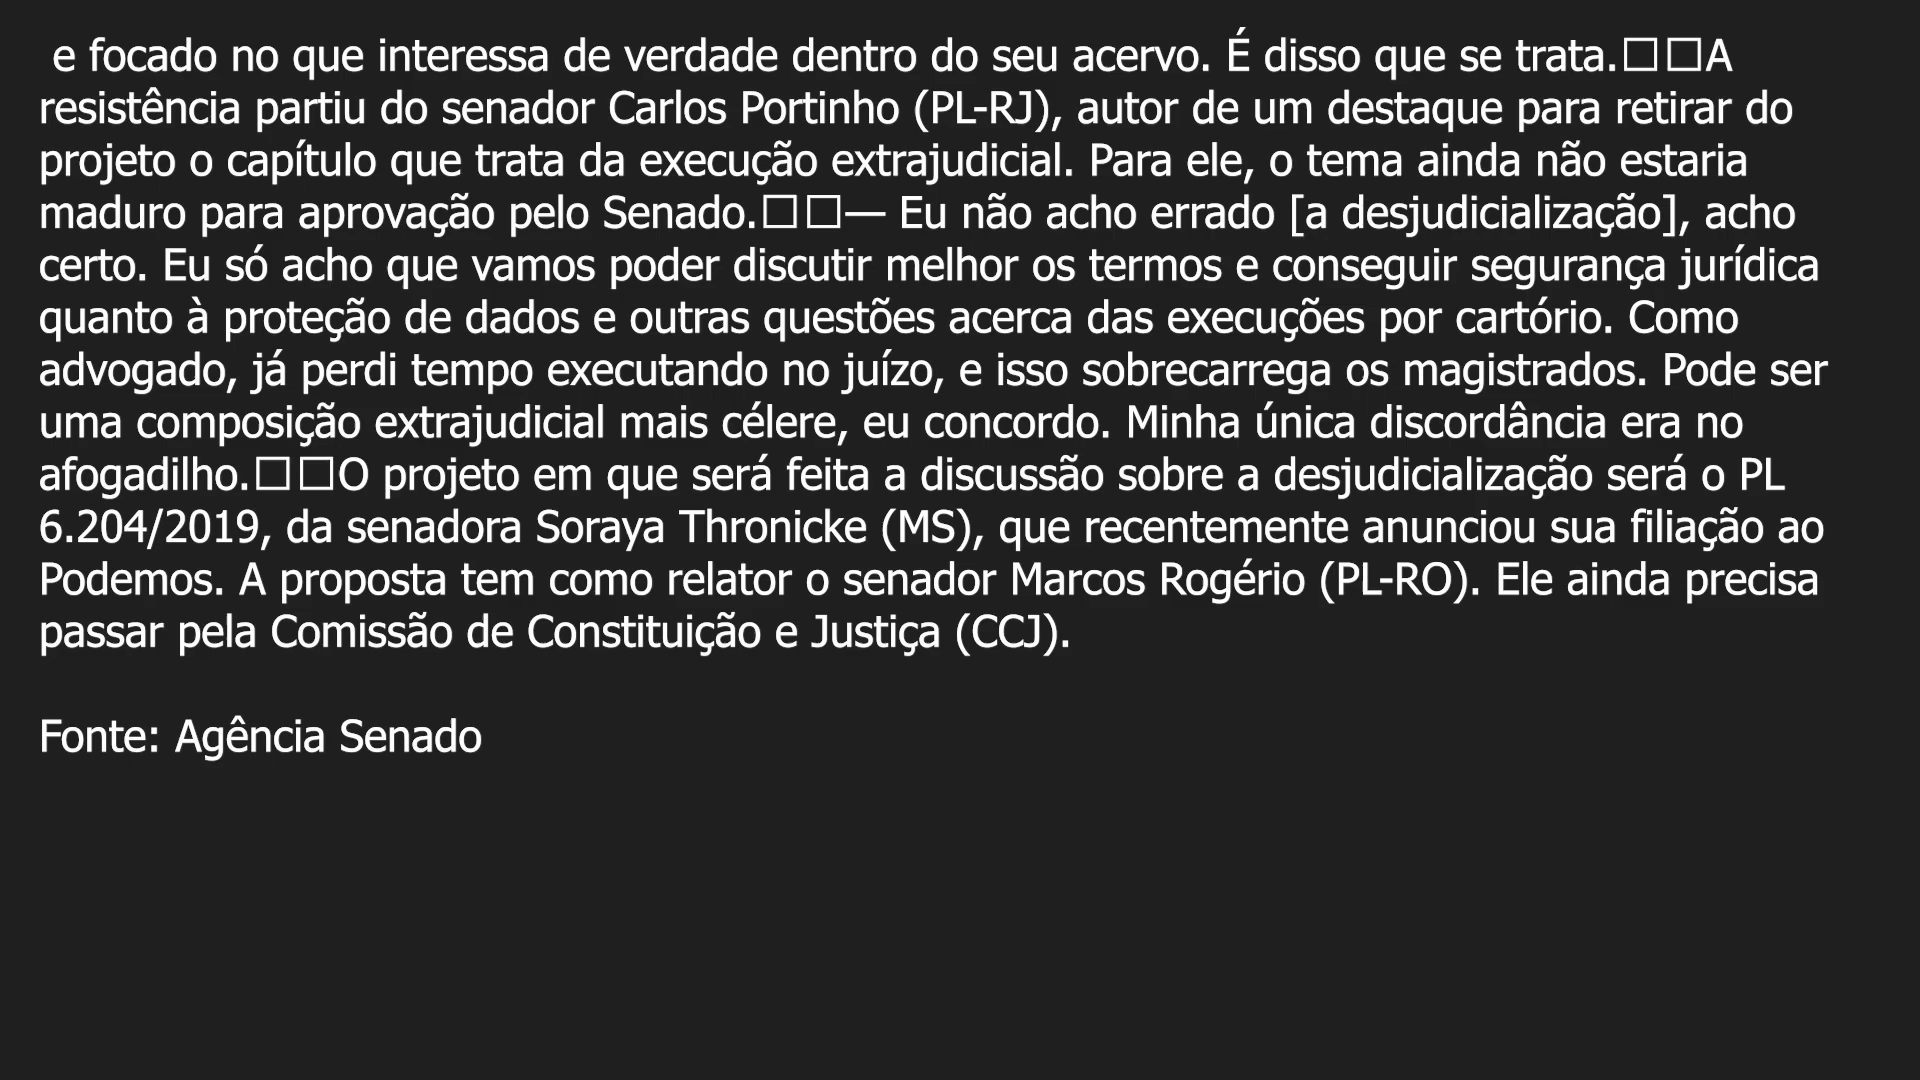 e focado no que interessa de verdade dentro do seu acervo. É disso que se trata.□□A
resistência partiu do senador Carlos Portinho (PL-RJ), autor de um destaque para retirar do
projeto o capítulo que trata da execução extrajudicial. Para ele, o tema ainda não estaria
maduro para aprovação pelo Senado.□□— Eu não acho errado [a desjudicialização], acho
certo. Eu só acho que vamos poder discutir melhor os termos e conseguir segurança jurídica
quanto à proteção de dados e outras questões acerca das execuções por cartório. Como
advogado, já perdi tempo executando no juízo, e isso sobrecarrega os magistrados. Pode ser
uma composição extrajudicial mais célere, eu concordo. Minha única discordância era no
afogadilho.□□O projeto em que será feita a discussão sobre a desjudicialização será o PL
6.204/2019, da senadora Soraya Thronicke (MS), que recentemente anunciou sua filiação ao
Podemos. A proposta tem como relator o senador Marcos Rogério (PL-RO). Ele ainda precisa
passar pela Comissão de Constituição e Justiça (CCJ).
Fonte: Agência Senado